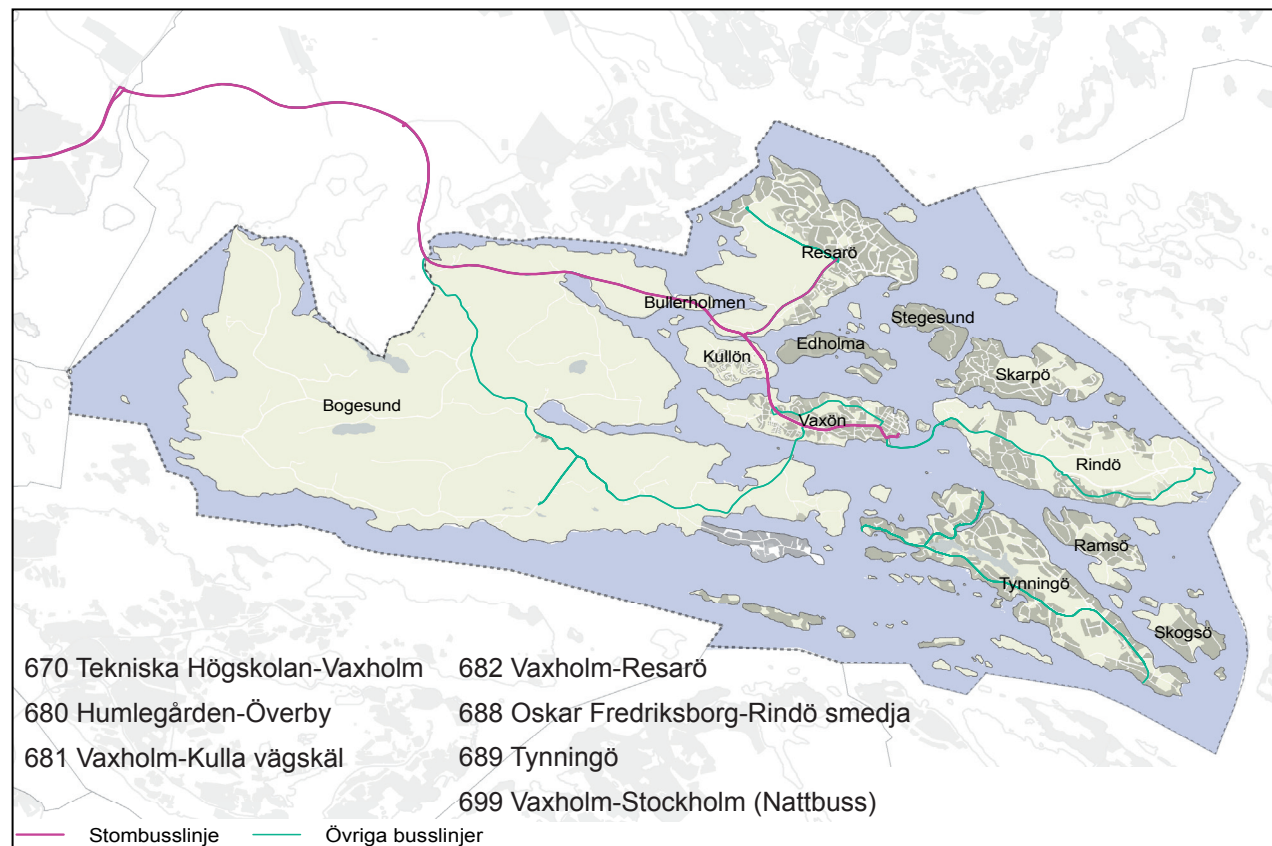 Resarö
Bullerholmen
Stegesund
Edholma
Kullön
Skarpö
Bogesund
Vaxön
Rindö
Ramsö
Tynningö
Skogsö
670 Tekniska Högskolan-Vaxholm
680 Humlegården-Överby
681 Vaxholm-Kulla vägskäl
682 Vaxholm-Resarö
688 Oskar Fredriksborg-Rindö smedja
689 Tynningö
699 Vaxholm-Stockholm (Nattbuss)
Stombusslinje
Övriga busslinjer